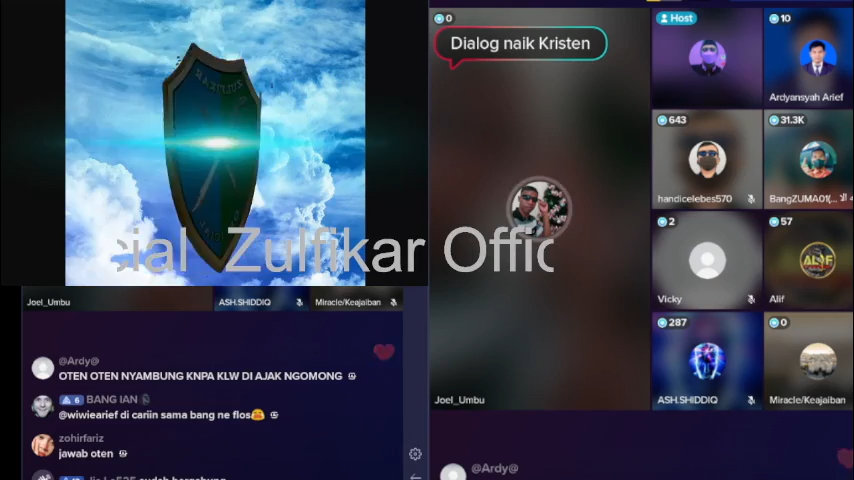 Zulfikar Offic
Joel_Umbu
ASH.SHIDDIQ
Miracle/Keajaiban
@Ardy@
OTEN OTEN NYAMBUNG KNPA KLW DI AJAK NGOMONG
6 BANG IAN
@wiwiearief di cariin sama bang ne flos
zohirfariz
jawab oten
0
Dialog naik Kristen
Joel_Umbu
Host
10
Ardyansyah Arief
643
handicelebes570
31.3K
BangZUMA01(...
2
Vicky
57
ALIF
Alif
287
ASH.SHIDDIQ
0
Miracle/Keajaiban
@Ardy@